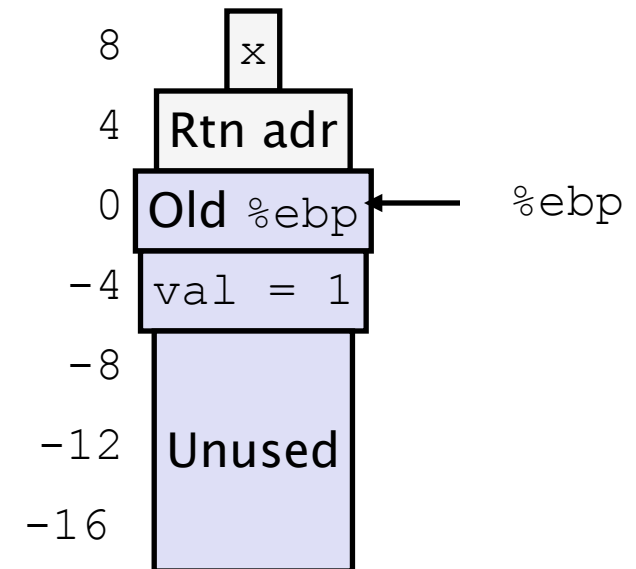 8 x
4 Rtn adr
0 Old %ebp %ebp
-4 val = 1
-8
-12 Unused
-16